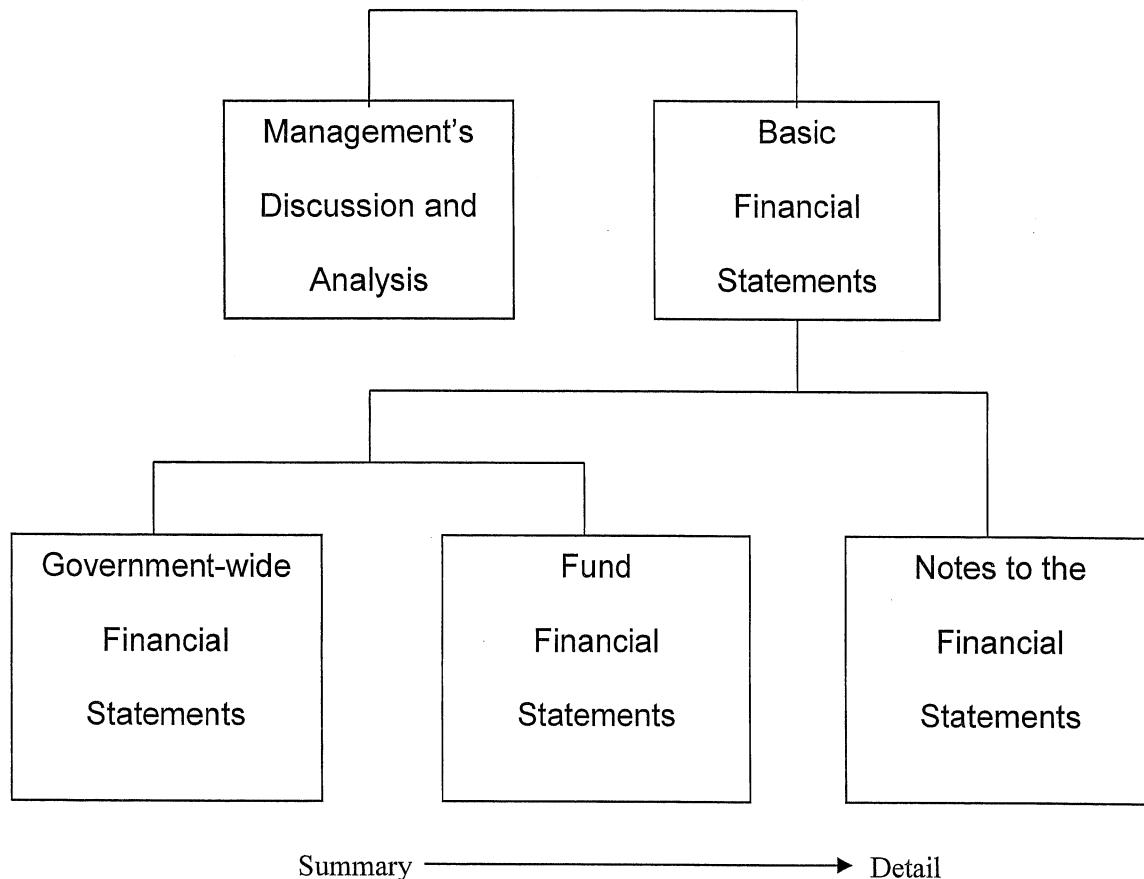 Management's
Discussion and
Analysis
Basic
Financial
Statements
Government-wide
Financial
Statements
Fund
Financial
Statements
Notes to the
Financial
Statements
Summary
Detail